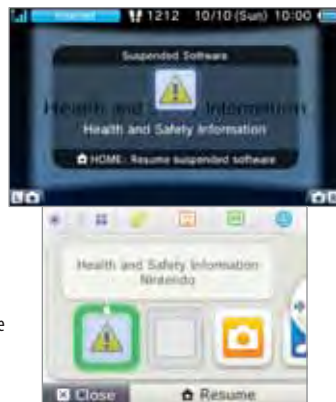 Internet 1212 10/10 (Sun) 10:00
Suspended Software
Health and Safety Information
Health and Safety Information
HOME: Resume suspended software
L R
Health and Safety Information
Nintendo
e
Close Resume